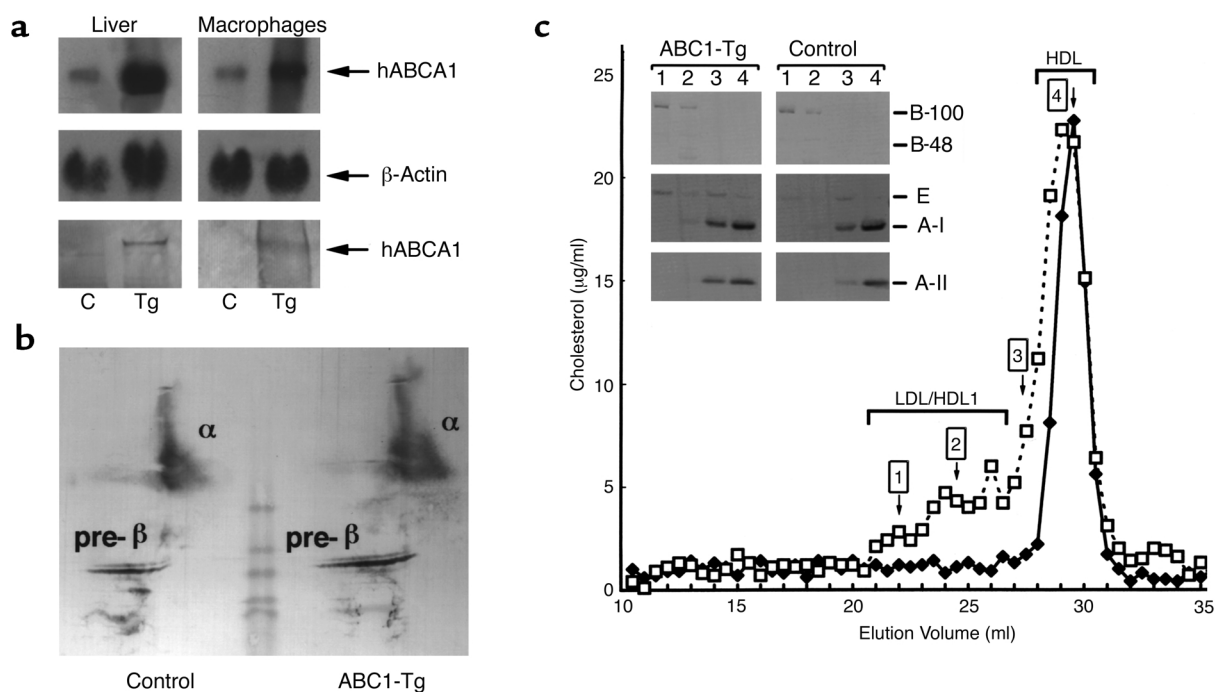 a
Liver Macrophages
hABCA1
β-Actin
hABCA1
C Tg C Tg
b
α α
pre-β pre-β
Control ABC1-Tg
c
ABC1-Tg Control
1 2 3 4 1 2 3 4
B-100
B-48
E
A-I
A-II
HDL
4
3
LDL/HDL1
2
1
Cholesterol (μg/ml)
25
20
15
10
5
0
10 15 20 25 30 35
Elution Volume (ml)